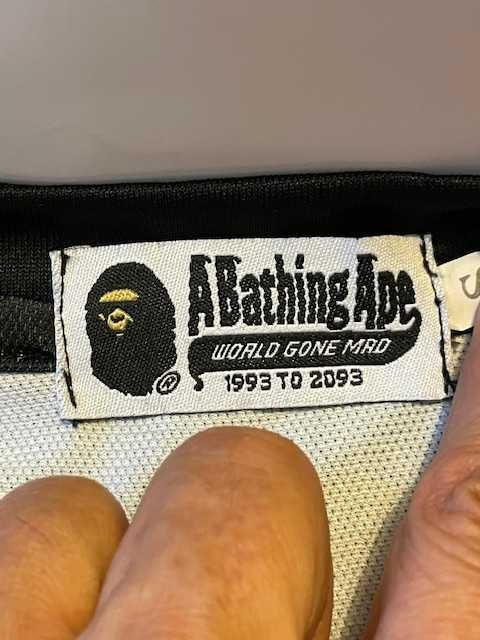 A Bathing Ape
®
WORLD GONE MAD
1993 TO 2093
S